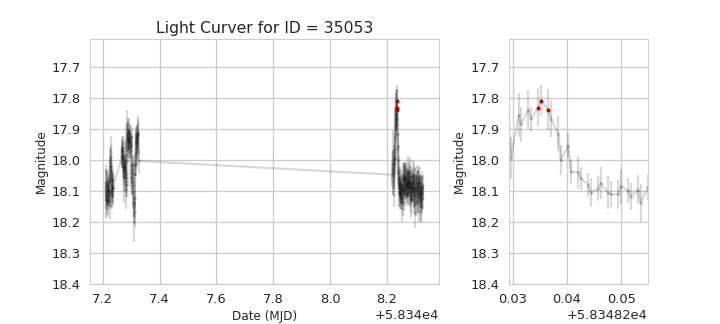 Light Curver for ID = 35053
Magnitude
17.7
17.8
17.9
18.0
18.1
18.2
18.3
18.4
7.2 7.4 7.6 7.8 8.0 8.2
Date (MJD)
+5.834e4
Magnitude
17.7
17.8
17.9
18.0
18.1
18.2
18.3
18.4
0.03 0.04 0.05
+5.83482e4